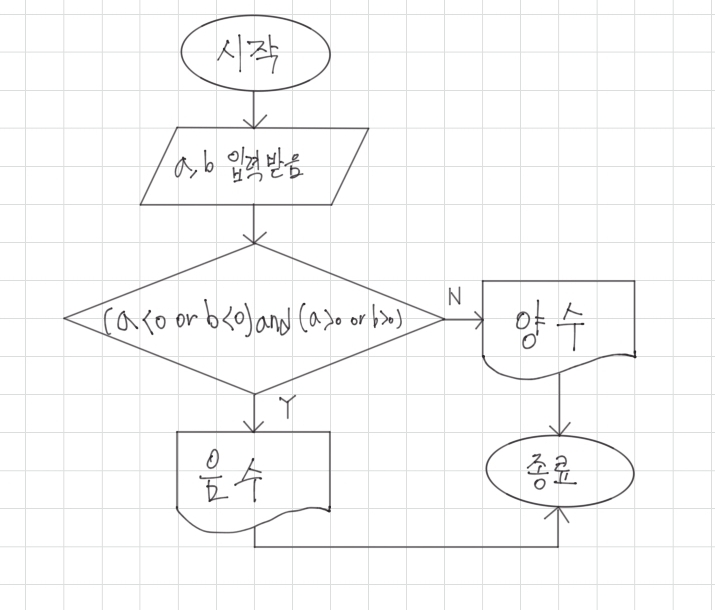 시작
a, b 입력받음
(a<0 or b<0)and(a>0 or b>0)
N
양수
Y
음수
종료